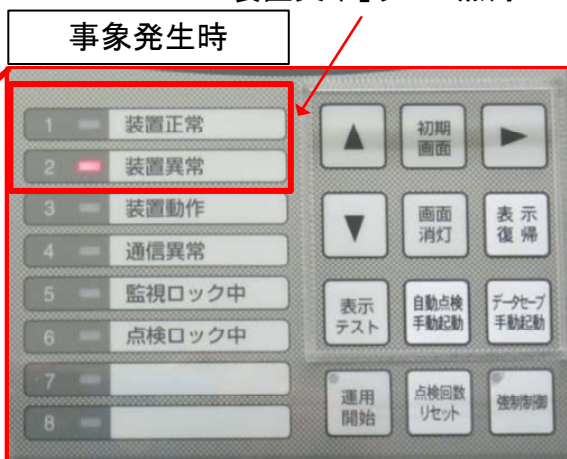 事象発生時
1 装置正常
2 装置異常
3 装置動作
4 通信異常
5 監視ロック中
6 点検ロック中
7
8
▲
初期
画面
▶
▼
画面
消灯
表示
復帰
表示
テスト
自動点検
手動起動
データセーブ
手動起動
運用
開始
点検回数
リセット
強制制御